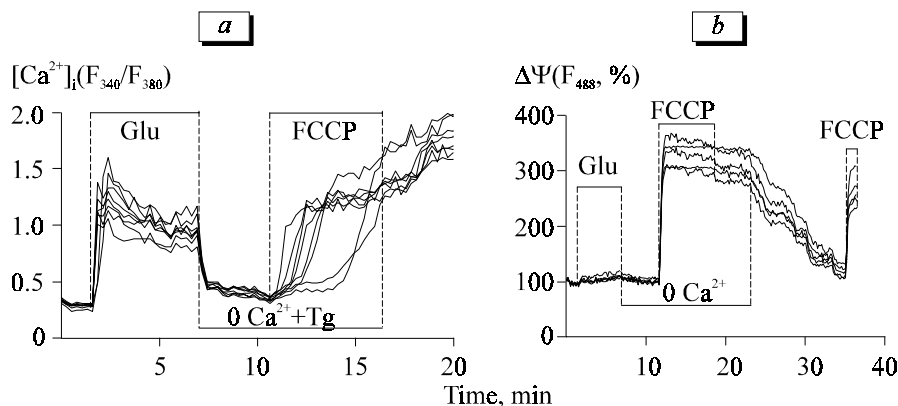 a
b
[Ca²⁺]ᵢ(F₃₄₀/F₃₈₀)
ΔΨ(F₄₈₈, %)
2.0
1.5
1.0
0.5
0
Glu
FCCP
0 Ca²⁺+Tg
5
10
15
20
400
300
200
100
0
Glu
FCCP
FCCP
0 Ca²⁺
10
20
30
40
Time, min